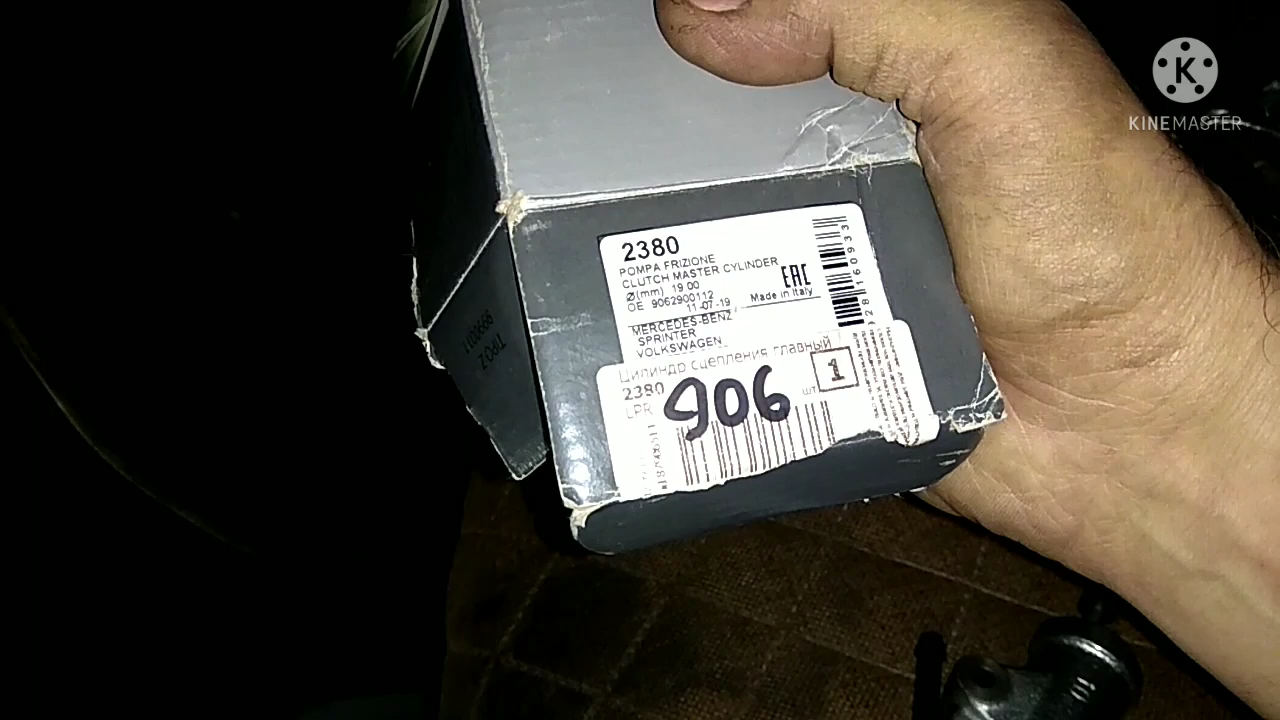 KINEMASTER
2380
POMPA FRIZIONE
CLUTCH MASTER CYLINDER
Ø(mm) 19.00
OE 9062900112
11-07-19
Made in Italy
EAC
MERCEDES-BENZ
SPRINTER
VOLKSWAGEN
Цилиндр сцепления главный
2380
LPR
906
шт
1